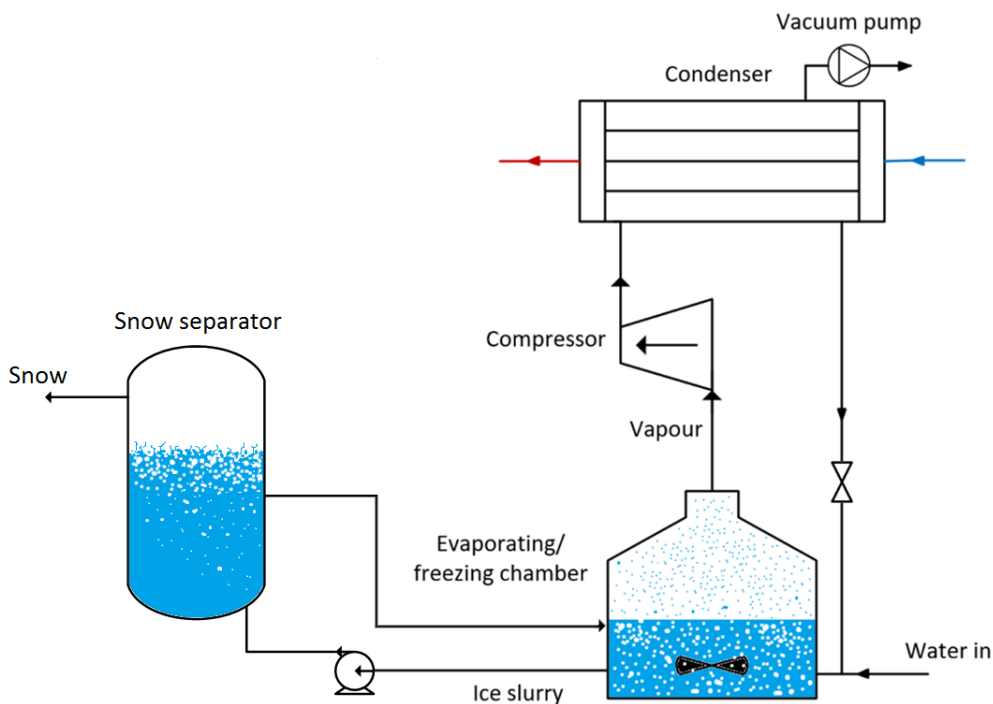 Vacuum pump
Condenser
Snow separator
Compressor
Snow
Vapour
Evaporating/
freezing chamber
Water in
Ice slurry